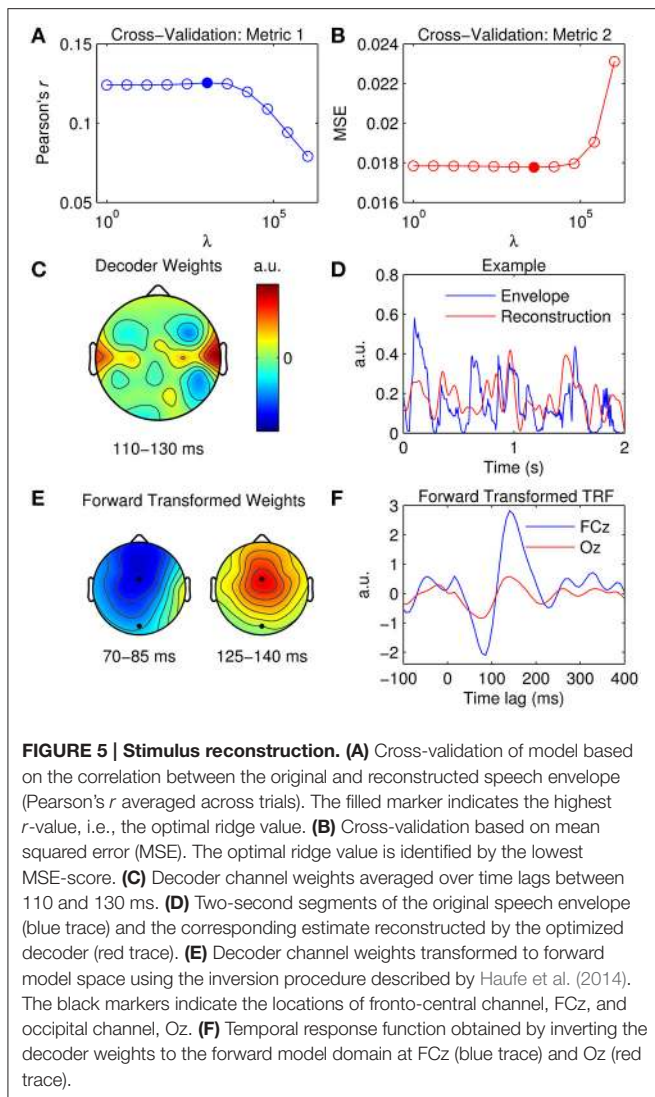 A
Cross-Validation: Metric 1
0.15
0.1
0.05
Pearson's r
10⁰
10⁵
λ
B
Cross-Validation: Metric 2
0.024
0.022
0.02
0.018
0.016
MSE
10⁰
10⁵
λ
C
Decoder Weights
a.u.
0
110-130 ms
D
Example
0.8
0.6
0.4
0.2
0
a.u.
Envelope
Reconstruction
0
1
2
Time (s)
E
Forward Transformed Weights
70-85 ms
125-140 ms
F
Forward Transformed TRF
3
2
1
0
-1
-2
a.u.
FCz
Oz
-100
0
100
200
300
400
Time lag (ms)
FIGURE 5 | Stimulus reconstruction. (A) Cross-validation of model based
on the correlation between the original and reconstructed speech envelope
(Pearson's r averaged across trials). The filled marker indicates the highest
r-value, i.e., the optimal ridge value. (B) Cross-validation based on mean
squared error (MSE). The optimal ridge value is identified by the lowest
MSE-score. (C) Decoder channel weights averaged over time lags between
110 and 130 ms. (D) Two-second segments of the original speech envelope
(blue trace) and the corresponding estimate reconstructed by the optimized
decoder (red trace). (E) Decoder channel weights transformed to forward
model space using the inversion procedure described by Haufe et al. (2014).
The black markers indicate the locations of fronto-central channel, FCz, and
occipital channel, Oz. (F) Temporal response function obtained by inverting the
decoder weights to the forward model domain at FCz (blue trace) and Oz (red
trace).